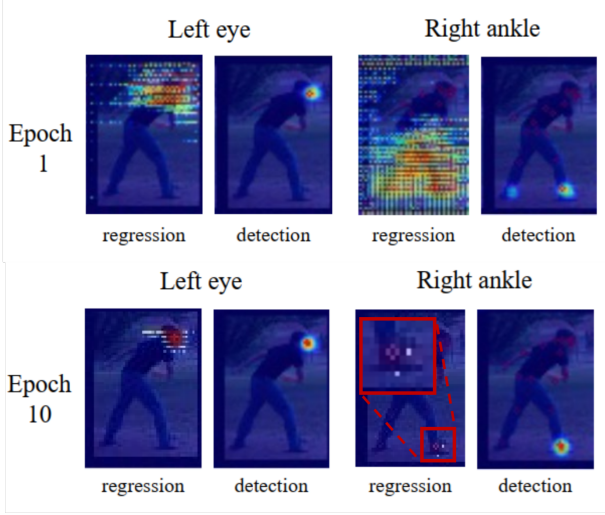 Left eye Right ankle
Epoch
1
regression detection regression detection
Left eye Right ankle
Epoch
10
regression detection regression detection